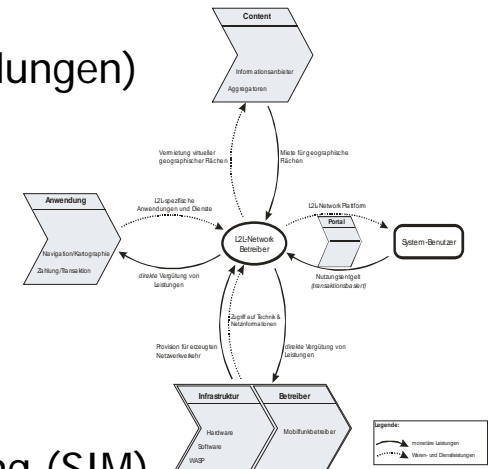 dlungen)
Content
Informationsanbieter
Aggregatoren
Vermietung virtueller
geographischer Flächen
Miete für geographische
Flächen
Anwendung
Navigation/Kartographie
Zahlung/Transaktion
L2L-spezifische
Anwendungen und Dienste
direkte Vergütung von
Leistungen
L2L-Network
Betreiber
L2L-Network Plattform
Portal
Nutzungsentgelt
(transaktionsbasiert)
System-Benutzer
Provision für erzeugten
Netzwerkverkehr
Zugriff auf Technik &
Netzinformationen
direkte Vergütung von
Leistungen
Infrastruktur
Hardware
Software
WASP
Betreiber
Mobilfunkbetreiber
Legende:
monetäre Leistungen
Waren- und Dienstleistungen
ng (SIM)